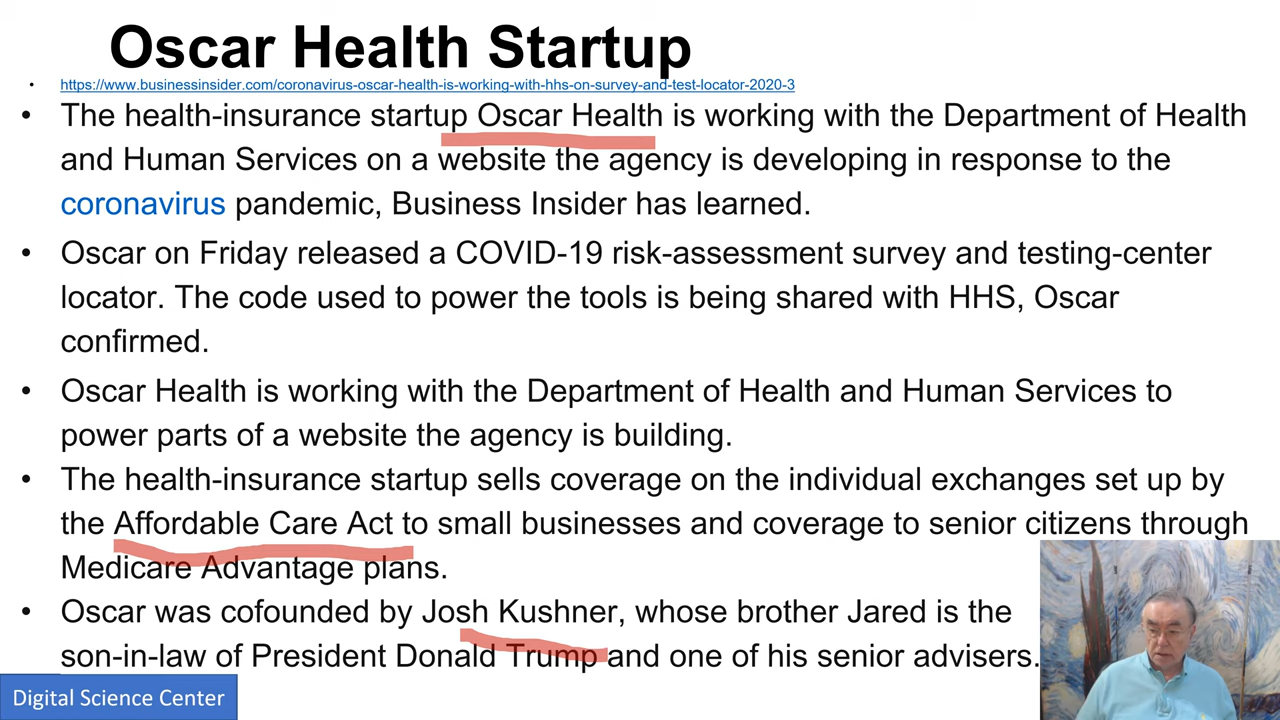 Oscar Health Startup
• https://www.businessinsider.com/coronavirus-oscar-health-is-working-with-hhs-on-survey-and-test-locator-2020-3
• The health-insurance startup Oscar Health is working with the Department of Health
and Human Services on a website the agency is developing in response to the
coronavirus pandemic, Business Insider has learned.
• Oscar on Friday released a COVID-19 risk-assessment survey and testing-center
locator. The code used to power the tools is being shared with HHS, Oscar
confirmed.
• Oscar Health is working with the Department of Health and Human Services to
power parts of a website the agency is building.
• The health-insurance startup sells coverage on the individual exchanges set up by
the Affordable Care Act to small businesses and coverage to senior citizens through
Medicare Advantage plans.
• Oscar was cofounded by Josh Kushner, whose brother Jared is the
son-in-law of President Donald Trump and one of his senior advisers.
Digital Science Center